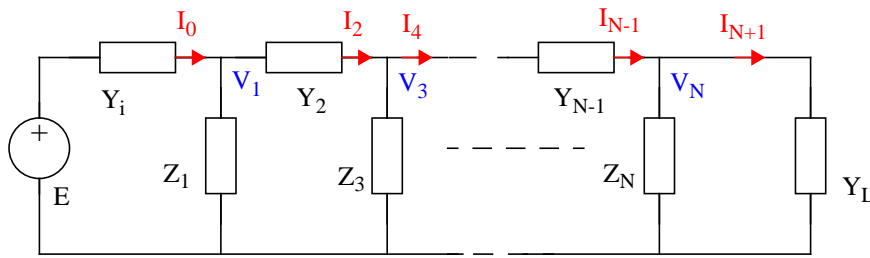 I0 I2 I4 IN-1 IN+1
V1 V3 VN
Yi Y2 YN-1
+
Z1 Z3 ZN
E YL